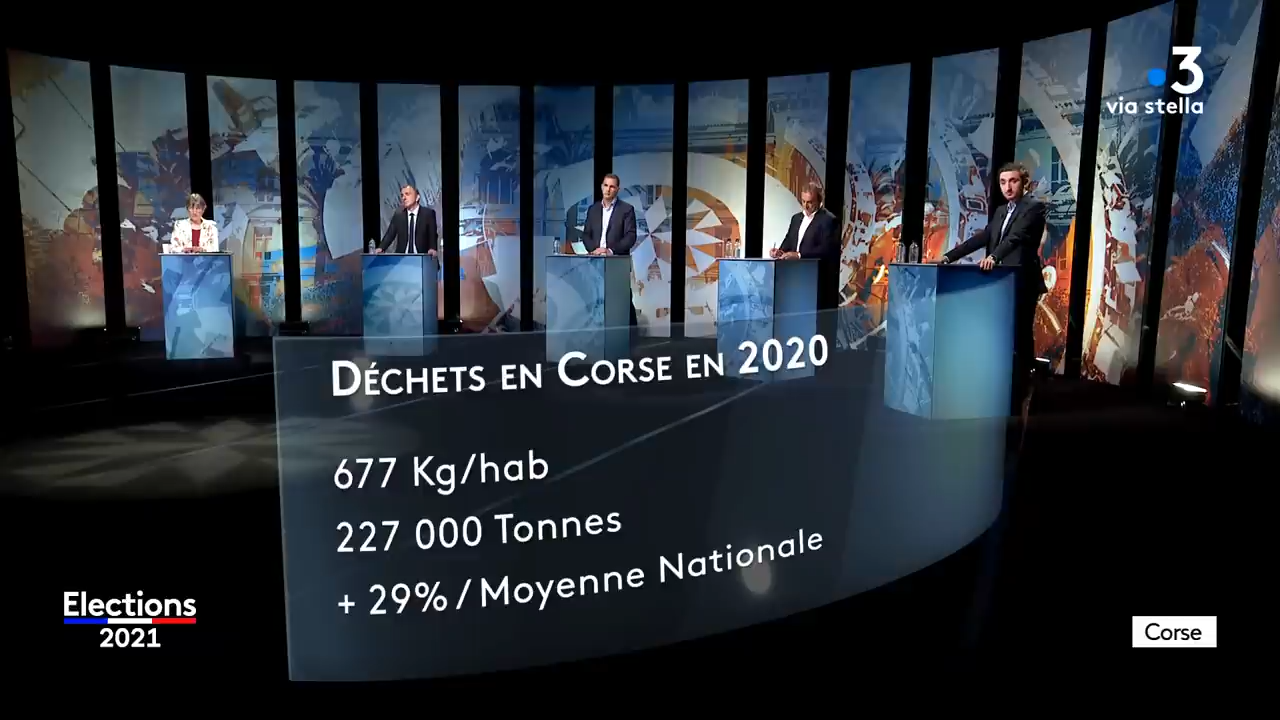 3
via stella
DÉCHETS EN CORSE EN 2020
677 Kg/hab
227 000 Tonnes
+ 29% / Moyenne Nationale
Elections
2021
Corse